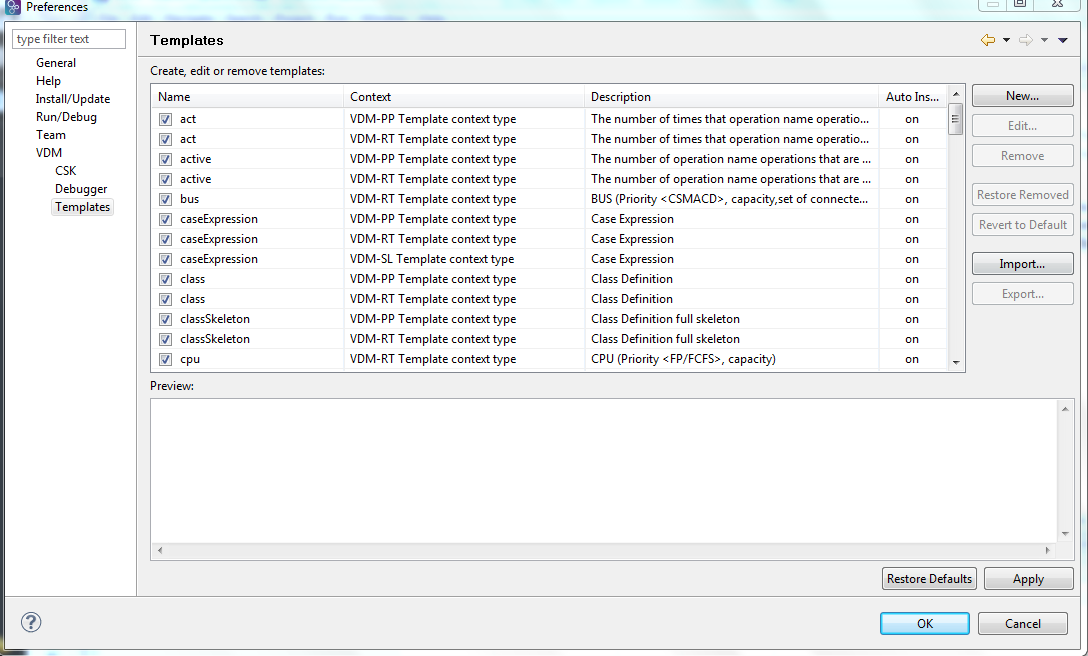 Preferences
type filter text
General
Help
Install/Update
Run/Debug
Team
VDM
CSK
Debugger
Templates
Templates
Create, edit or remove templates:
Name Context Description Auto Ins...
act VDM-PP Template context type The number of times that operation name operatio... on
act VDM-RT Template context type The number of times that operation name operatio... on
active VDM-PP Template context type The number of operation name operations that are ... on
active VDM-RT Template context type The number of operation name operations that are ... on
bus VDM-RT Template context type BUS (Priority <CSMACD>, capacity,set of connecte... on
caseExpression VDM-PP Template context type Case Expression on
caseExpression VDM-RT Template context type Case Expression on
caseExpression VDM-SL Template context type Case Expression on
class VDM-PP Template context type Class Definition on
class VDM-RT Template context type Class Definition on
classSkeleton VDM-PP Template context type Class Definition full skeleton on
classSkeleton VDM-RT Template context type Class Definition full skeleton on
cpu VDM-RT Template context type CPU (Priority <FP/FCFS>, capacity) on
New...
Edit...
Remove
Restore Removed
Revert to Default
Import...
Export...
Preview:
Restore Defaults Apply
? OK Cancel